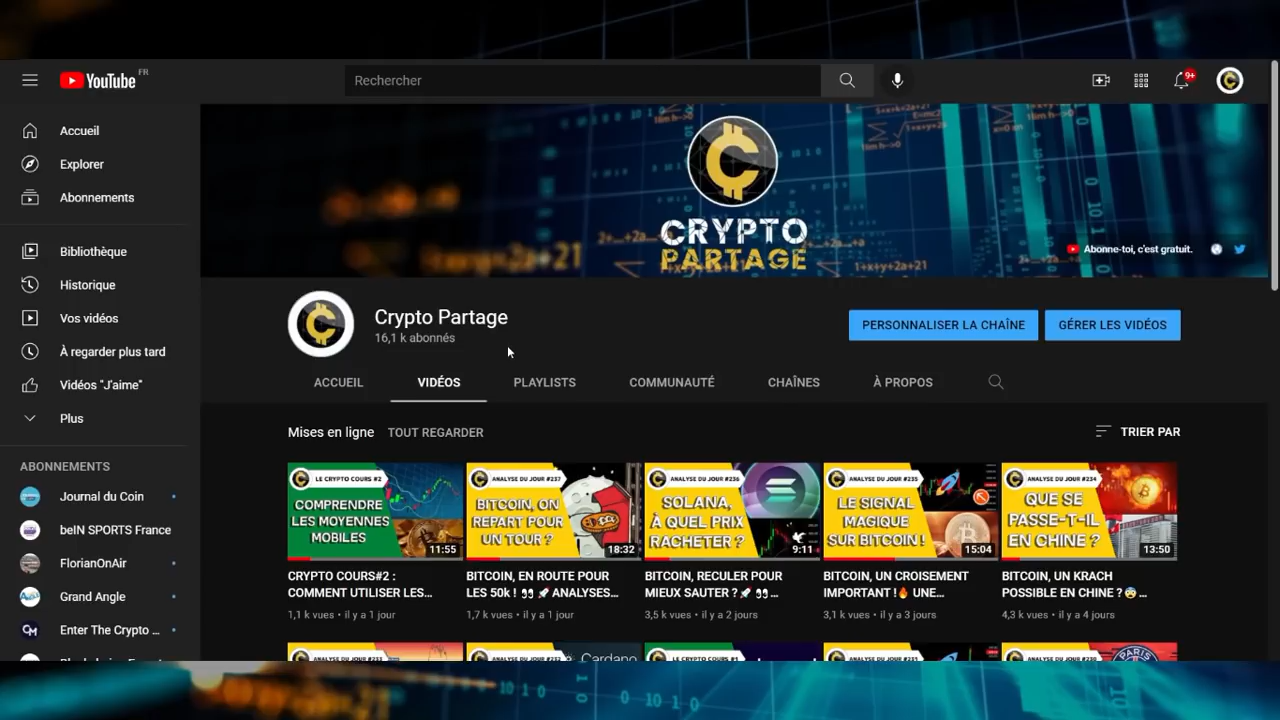 YouTube FR
Rechercher
9+
Accueil
Explorer
Abonnements
Bibliothèque
Historique
Vos vidéos
À regarder plus tard
Vidéos "J'aime"
Plus
ABONNEMENTS
Journal du Coin
beIN SPORTS France
FlorianOnAir
Grand Angle
Enter The Crypto ...
CRYPTO
PARTAGE
Abonne-toi, c'est gratuit.
Crypto Partage
16,1 k abonnés
PERSONNALISER LA CHAÎNE
GÉRER LES VIDÉOS
ACCUEIL
VIDÉOS
PLAYLISTS
COMMUNAUTÉ
CHAÎNES
À PROPOS
Mises en ligne
TOUT REGARDER
TRIER PAR
LE CRYPTO COURS #2
COMPRENDRE
LES MOYENNES
MOBILES
11:55
CRYPTO COURS#2 :
COMMENT UTILISER LES...
1,1 k vues • il y a 1 jour
ANALYSE DU JOUR #237
BITCOIN, ON
REPART POUR
UN TOUR ?
18:32
BITCOIN, EN ROUTE POUR
LES 50k ! 👀 🚀 ANALYSES...
1,7 k vues • il y a 1 jour
ANALYSE DU JOUR #236
SOLANA,
À QUEL PRIX
RACHETER ?
9:11
BITCOIN, RECULER POUR
MIEUX SAUTER ? 🚀 👀...
3,5 k vues • il y a 2 jours
ANALYSE DU JOUR #235
LE SIGNAL
MAGIQUE
SUR BITCOIN !
15:04
BITCOIN, UN CROISEMENT
IMPORTANT !🔥 UNE...
3,1 k vues • il y a 3 jours
ANALYSE DU JOUR #234
QUE SE
PASSE-T-IL
EN CHINE ?
13:50
BITCOIN, UN KRACH
POSSIBLE EN CHINE ? 😨 ...
4,3 k vues • il y a 4 jours
Cardano
PARIS